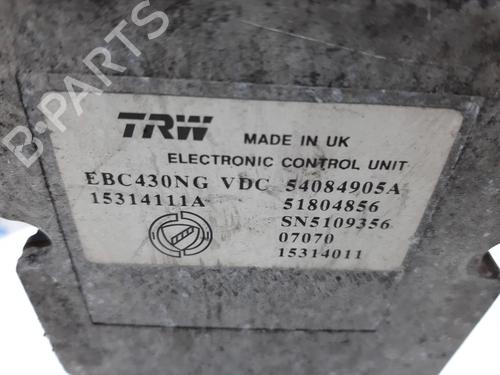 TRW MADE IN UK
ELECTRONIC CONTROL UNIT
EBC430NG VDC 54084905A
15314111A 51804856
SN5109356
07070
15314011
B-PARTS